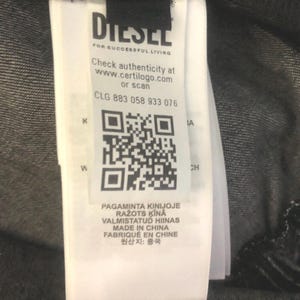 DIESEL
FOR SUCCESSFUL LIVING
Check authenticity at
www.certilogo.com
or scan
CLG 883 058 933 076
PAGAMINTA KINIJOJE
RAŽOTS ĶĪNĀ
VALMISTATUD HIINAS
MADE IN CHINA
FABRIQUÉ EN CHINE
원산지: 중국